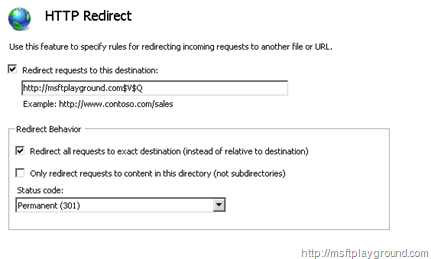 HTTP Redirect
Use this feature to specify rules for redirecting incoming requests to another file or URL.
Redirect requests to this destination:
http://msftplayground.com$V$Q
Example: http://www.contoso.com/sales
Redirect Behavior
Redirect all requests to exact destination (instead of relative to destination)
Only redirect requests to content in this directory (not subdirectories)
Status code:
Permanent (301)
http://msftplayground.com